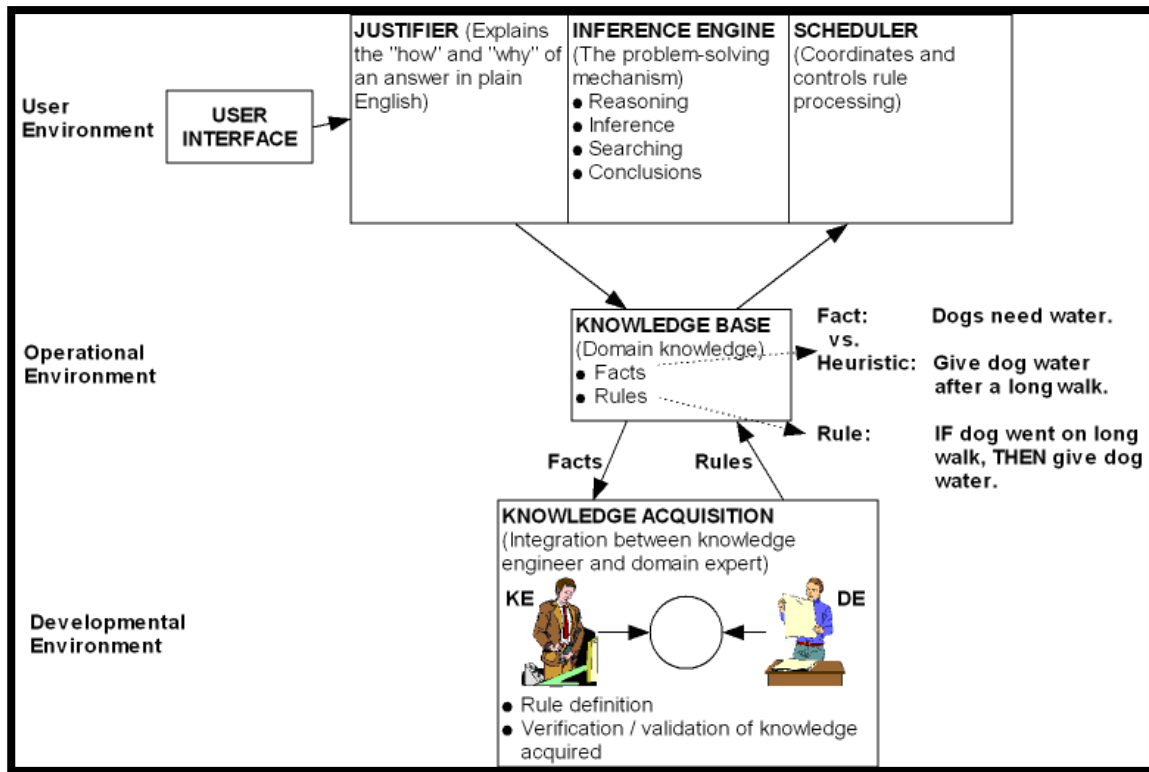 JUSTIFIER (Explains
the "how" and "why" of
an answer in plain
English)
INFERENCE ENGINE
(The problem-solving
mechanism)
● Reasoning
● Inference
● Searching
● Conclusions
SCHEDULER
(Coordinates and
controls rule
processing)
User
Environment
USER
INTERFACE
Operational
Environment
KNOWLEDGE BASE
(Domain knowledge)
● Facts
● Rules
Fact: Dogs need water.
vs.
Heuristic: Give dog water
after a long walk.
Rule: IF dog went on long
walk, THEN give dog
water.
Facts
Rules
Developmental
Environment
KNOWLEDGE ACQUISITION
(Integration between knowledge
engineer and domain expert)
KE
DE
● Rule definition
● Verification / validation of knowledge
acquired